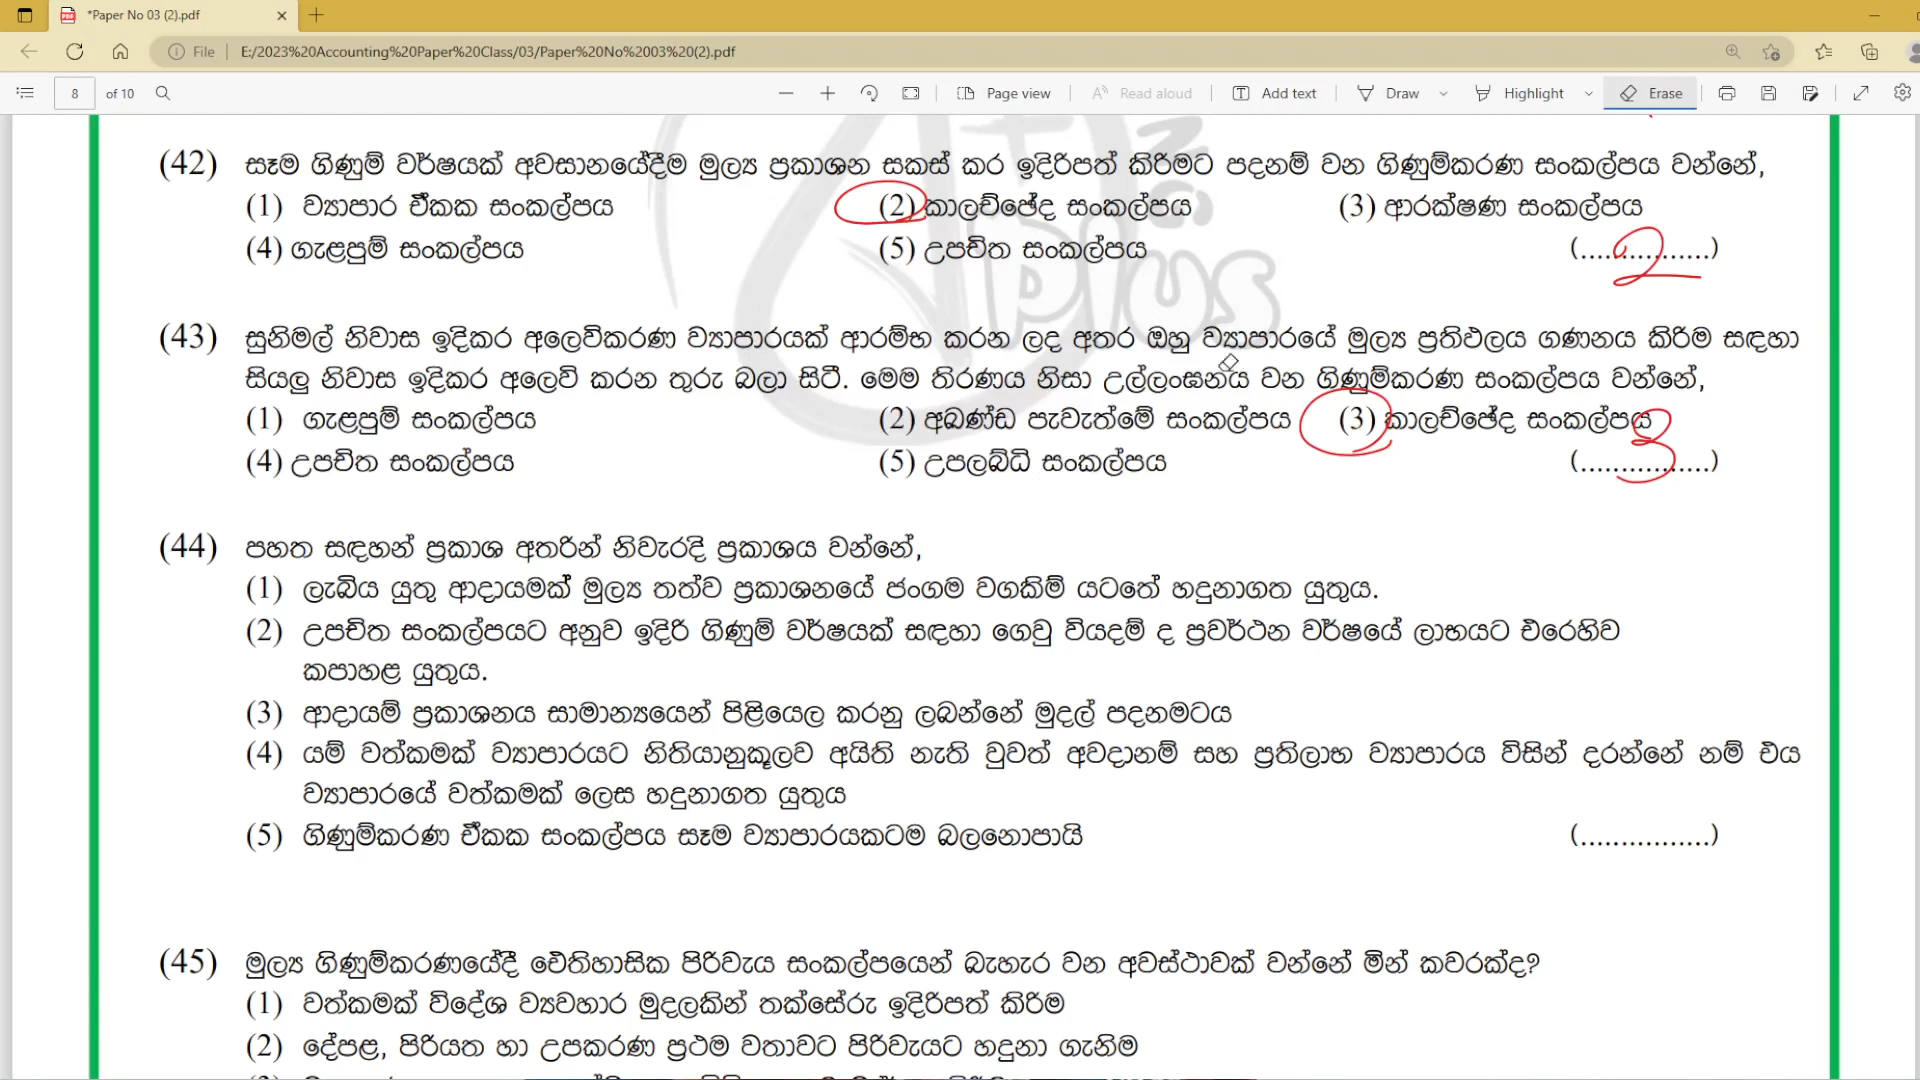 *Paper No 03 (2).pdf
File E:/2023%20Accounting%20Paper%20Class/03/Paper%20No%2003%20(2).pdf
8 of 10 Page view Read aloud Add text Draw Highlight Erase
(42) සෑම ගිණුම් වර්ෂයක් අවසානයේදීම මූල්‍ය ප්‍රකාශන සකස් කර ඉදිරිපත් කිරිමට පදනම් වන ගිණුම්කරණ සංකල්පය වන්නේ,
(1) ව්‍යාපාර ඒකක සංකල්පය (2) කාලච්ඡේද සංකල්පය (3) ආරක්ෂණ සංකල්පය
(4) ගැළපුම් සංකල්පය (5) උපචිත සංකල්පය (......2.........)
(43) සුනිමල් නිවාස ඉදිකර අලෙවිකරණ ව්‍යාපාරයක් ආරම්භ කරන ලද අතර ඔහු ව්‍යාපාරයේ මූල්‍ය ප්‍රතිඵලය ගණනය කිරිම සඳහා
සියලු නිවාස ඉදිකර අලෙවි කරන තුරු බලා සිටී. මෙම තිරණය නිසා උල්ලංඝනය වන ගිණුම්කරණ සංකල්පය වන්නේ,
(1) ගැළපුම් සංකල්පය (2) අඛණ්ඩ පැවැත්මේ සංකල්පය (3) කාලච්ඡේද සංකල්පය
(4) උපචිත සංකල්පය (5) උපලබ්ධි සංකල්පය (......3.........)
(44) පහත සඳහන් ප්‍රකාශ අතරින් නිවැරදි ප්‍රකාශය වන්නේ,
(1) ලැබිය යුතු ආදායමක් මූල්‍ය තත්ව ප්‍රකාශනයේ ජංගම වගකිම් යටතේ හඳුනාගත යුතුය.
(2) උපචිත සංකල්පයට අනුව ඉදිරි ගිණුම් වර්ෂයක් සඳහා ගෙවූ වියදම් ද ප්‍රවර්ථන වර්ෂයේ ලාභයට එරෙහිව
කපාහළ යුතුය.
(3) ආදායම් ප්‍රකාශනය සාමාන්‍යයෙන් පිළියෙල කරනු ලබන්නේ මුදල් පදනමටය
(4) යම් වත්කමක් ව්‍යාපාරයට නිතියානුකූලව අයිති නැති වුවත් අවදානම් සහ ප්‍රතිලාභ ව්‍යාපාරය විසින් දරන්නේ නම් එය
ව්‍යාපාරයේ වත්කමක් ලෙස හඳුනාගත යුතුය
(5) ගිණුම්කරණ ඒකක සංකල්පය සෑම ව්‍යාපාරයකටම බලනොපායි (................)
(45) මූල්‍ය ගිණුම්කරණයේදී ඓතිහාසික පිරිවැය සංකල්පයෙන් බැහැර වන අවස්ථාවක් වන්නේ මින් කවරක්ද?
(1) වත්කමක් විදේශ ව්‍යවහාර මුදලකින් තක්සේරු ඉදිරිපත් කිරිම
(2) දේපළ, පිරියත හා උපකරණ ප්‍රථම වතාවට පිරිවැයට හඳුනා ගැනිම